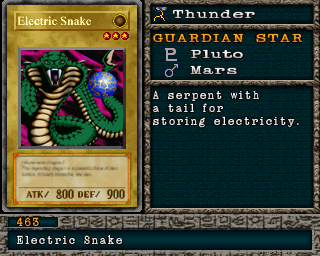 Electric Snake
ATK/ 800 DEF/ 900
Thunder
GUARDIAN STAR
Pluto
Mars
A serpent with
a tail for
storing electricity.
463
Electric Snake